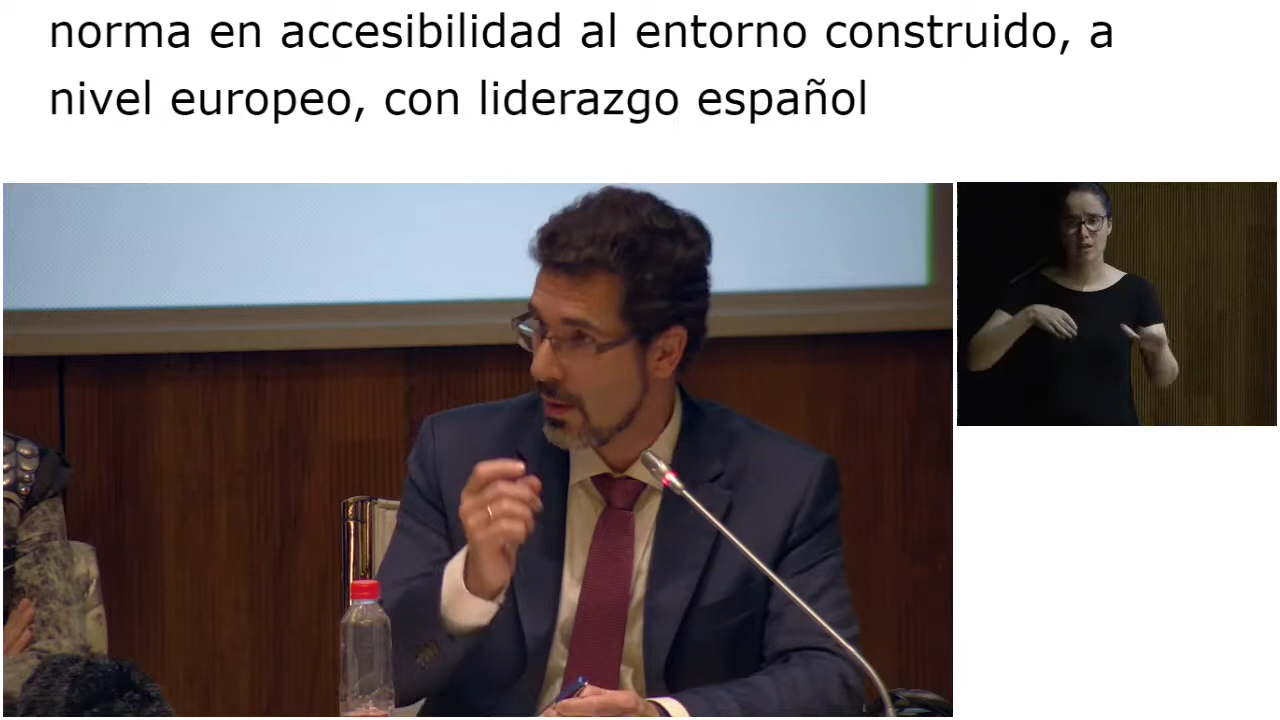 norma en accesibilidad al entorno construido, a
nivel europeo, con liderazgo español